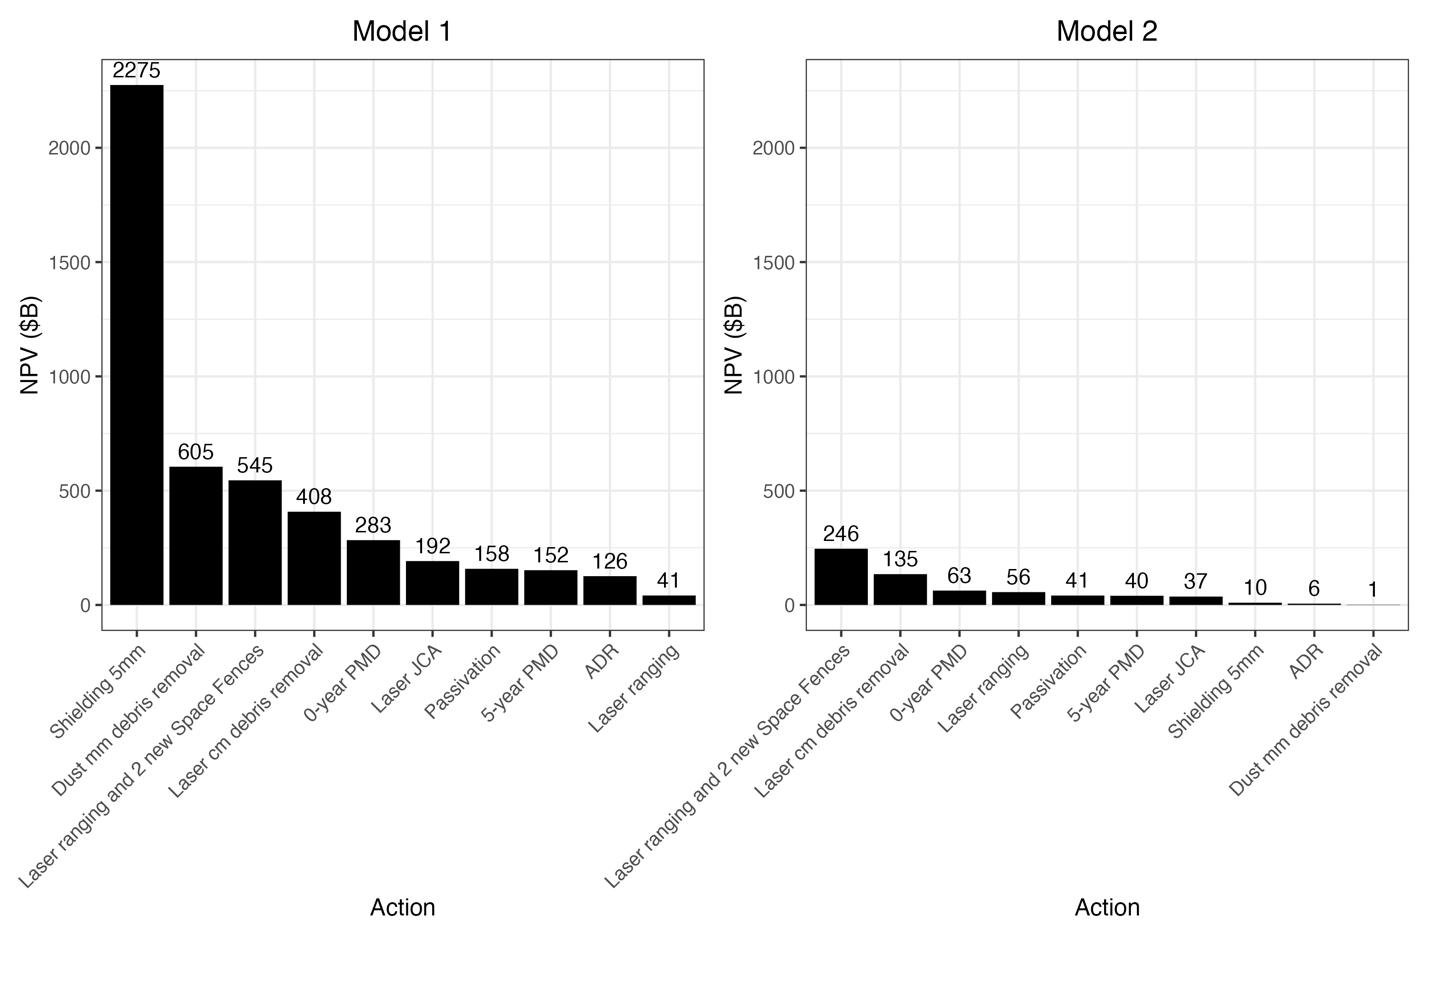 Model 1
NPV ($B)
2000
1500
1000
500
0
2275
605
545
408
283
192
158
152
126
41
Shielding 5mm
Dust mm debris removal
Laser ranging and 2 new Space Fences
Laser cm debris removal
0-year PMD
Laser JCA
Passivation
5-year PMD
ADR
Laser ranging
Action
Model 2
NPV ($B)
2000
1500
1000
500
0
246
135
63
56
41
40
37
10
6
1
Laser ranging and 2 new Space Fences
Laser cm debris removal
0-year PMD
Laser ranging
Passivation
5-year PMD
Laser JCA
Shielding 5mm
ADR
Dust mm debris removal
Action